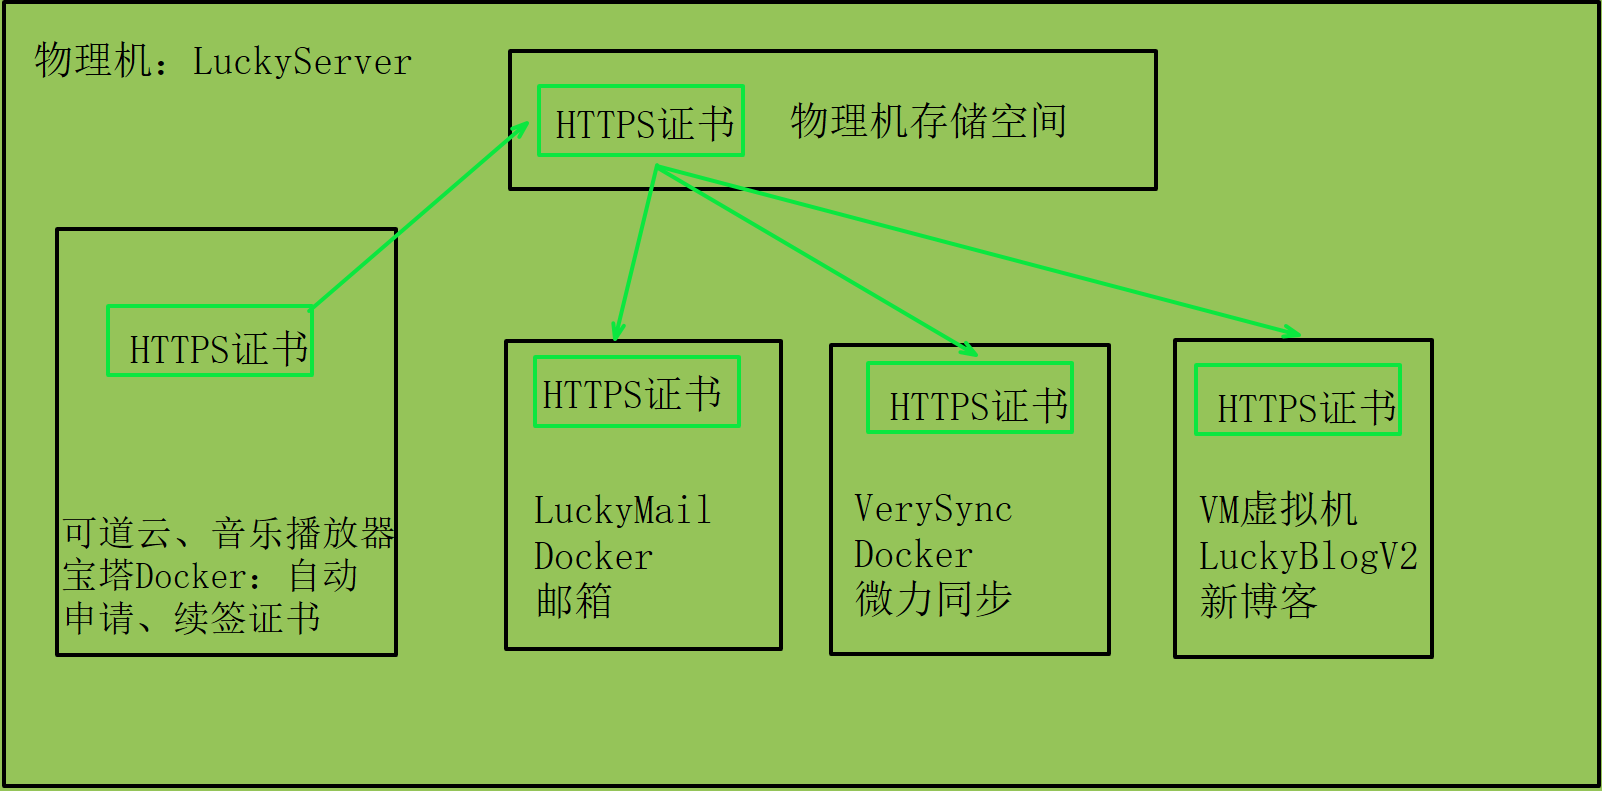 物理机：LuckyServer
HTTPS证书
物理机存储空间
HTTPS证书
可道云、音乐播放器
宝塔Docker：自动
申请、续签证书
HTTPS证书
LuckyMail
Docker
邮箱
HTTPS证书
VerySync
Docker
微力同步
HTTPS证书
VM虚拟机
LuckyBlogV2
新博客